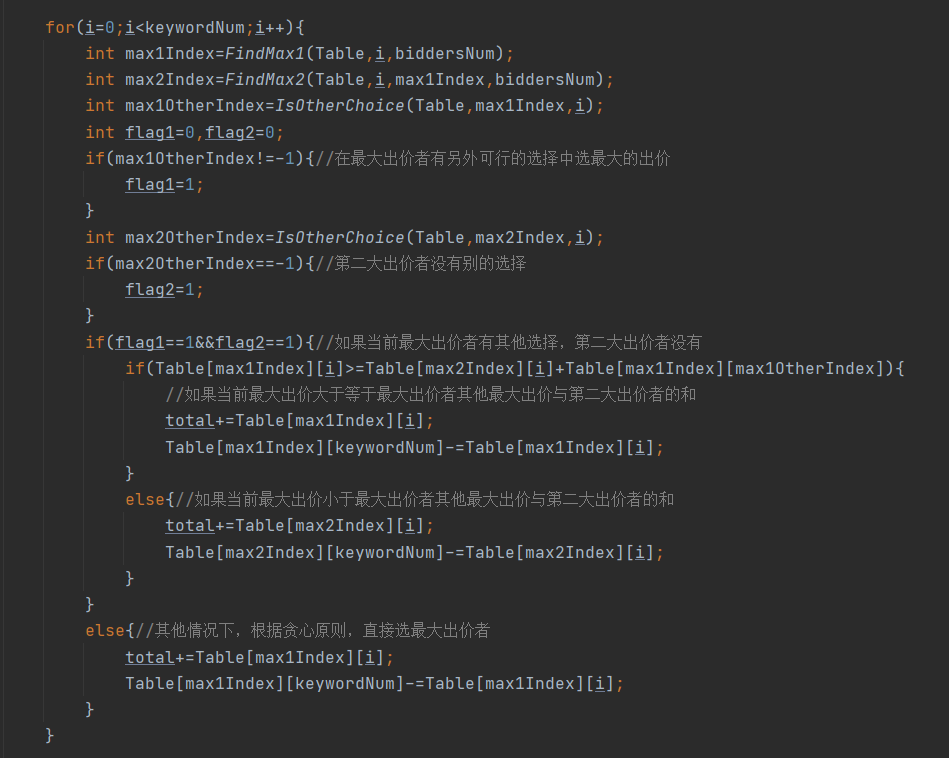 for(i=0;i<keywordNum;i++){
int max1Index=FindMax1(Table,i,biddersNum);
int max2Index=FindMax2(Table,i,max1Index,biddersNum);
int max1OtherIndex=IsOtherChoice(Table,max1Index,i);
int flag1=0,flag2=0;
if(max1OtherIndex!=-1){//在最大出价者有另外可行的选择中选最大的出价
flag1=1;
}
int max2OtherIndex=IsOtherChoice(Table,max2Index,i);
if(max2OtherIndex==-1){//第二大出价者没有别的选择
flag2=1;
}
if(flag1==1&&flag2==1){//如果当前最大出价者有其他选择，第二大出价者没有
if(Table[max1Index][i]>=Table[max2Index][i]+Table[max1Index][max1OtherIndex]){
//如果当前最大出价大于等于最大出价者其他最大出价与第二大出价者的和
total+=Table[max1Index][i];
Table[max1Index][keywordNum]-=Table[max1Index][i];
}
else{//如果当前最大出价小于最大出价者其他最大出价与第二大出价者的和
total+=Table[max2Index][i];
Table[max2Index][keywordNum]-=Table[max2Index][i];
}
}
else{//其他情况下，根据贪心原则，直接选最大出价者
total+=Table[max1Index][i];
Table[max1Index][keywordNum]-=Table[max1Index][i];
}
}